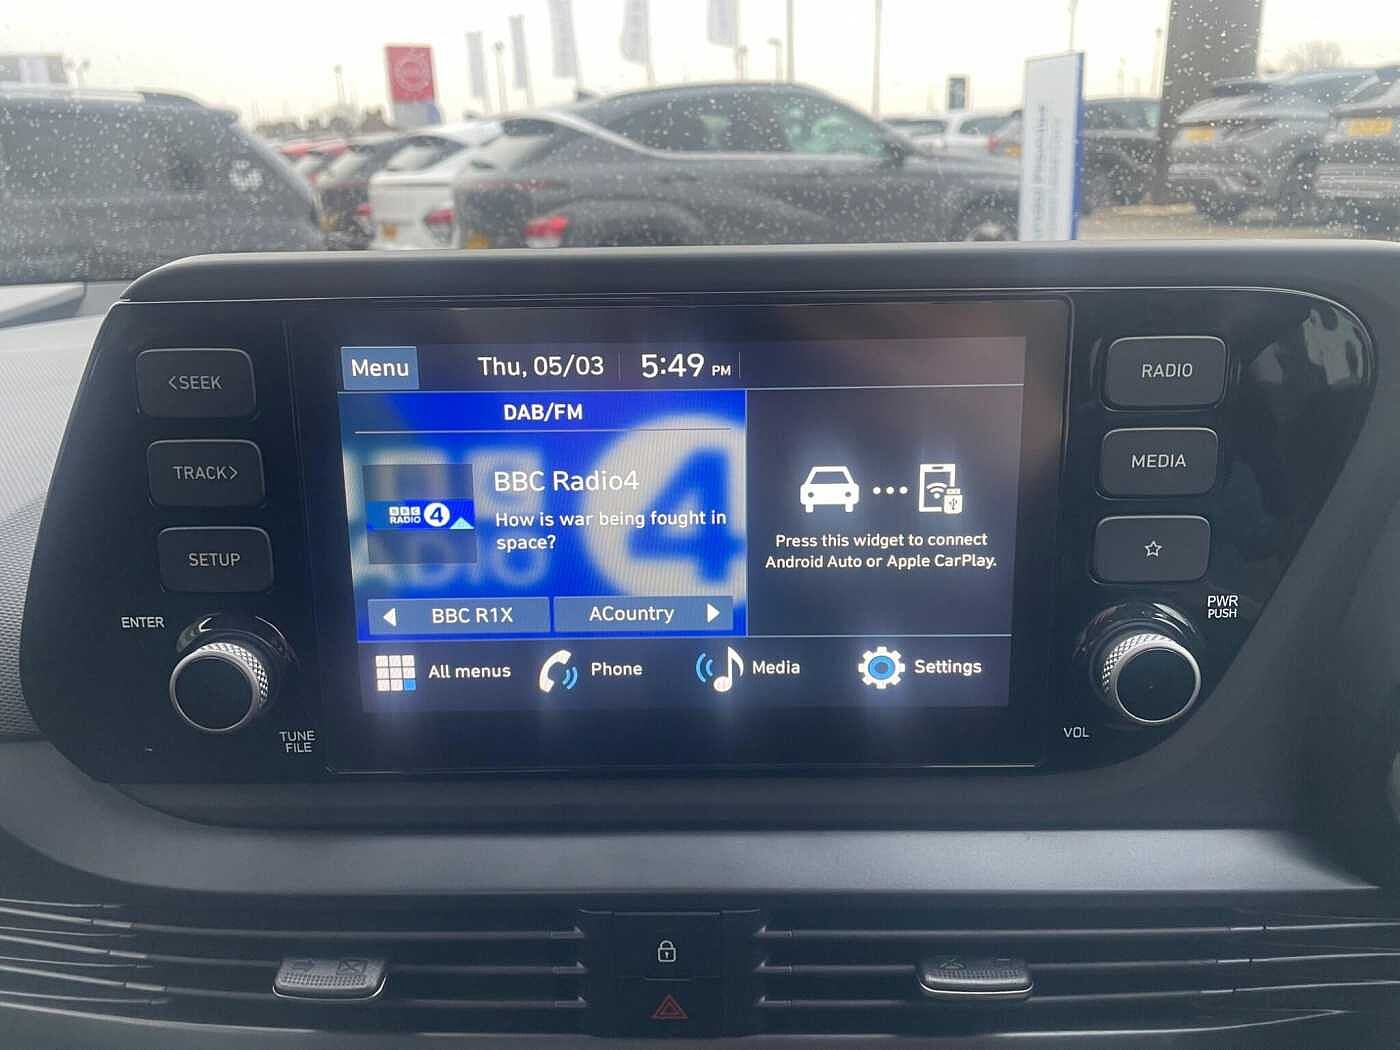 <SEEK
TRACK>
SETUP
ENTER
TUNE
FILE
Menu
Thu, 05/03
5:49 PM
DAB/FM
BBC
RADIO 4
BBC Radio4
How is war being fought in
space?
BBC R1X
ACountry
Press this widget to connect
Android Auto or Apple CarPlay.
All menus
Phone
Media
Settings
RADIO
MEDIA
PWR
PUSH
VOL